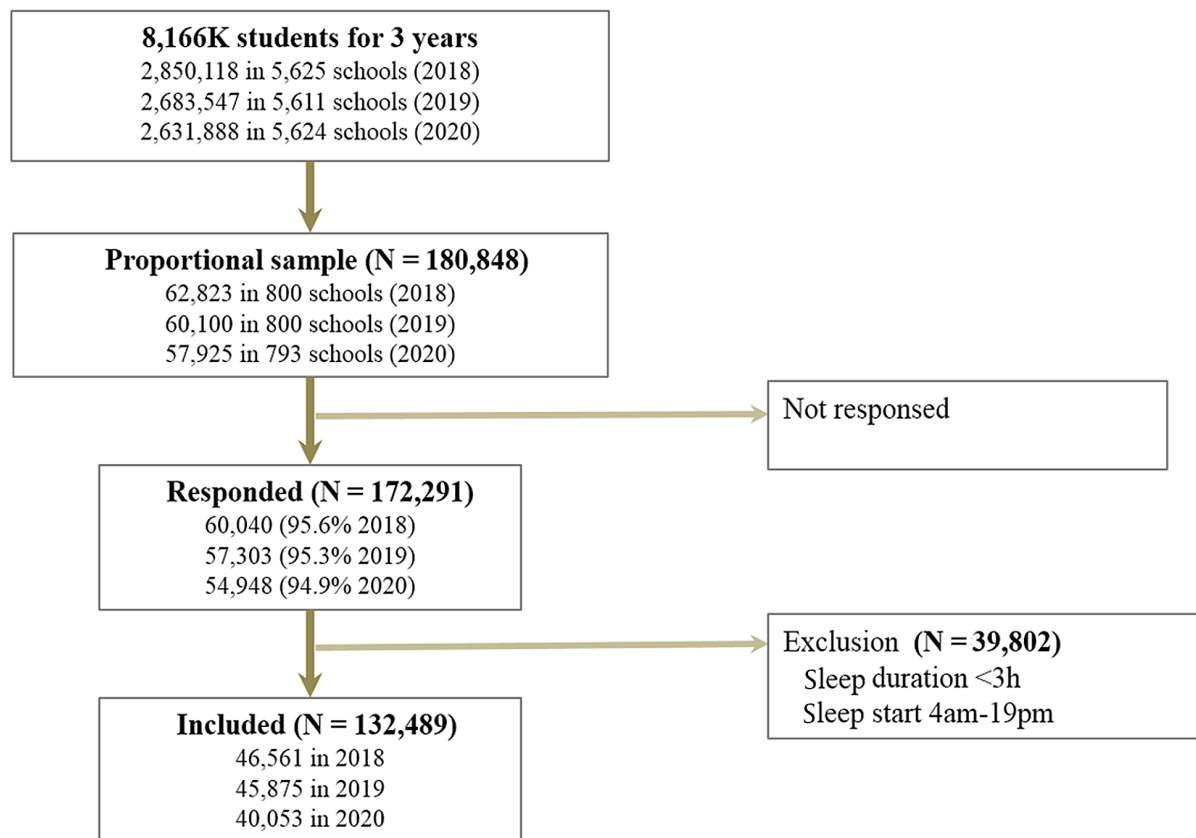 8,166K students for 3 years
2,850,118 in 5,625 schools (2018)
2,683,547 in 5,611 schools (2019)
2,631,888 in 5,624 schools (2020)
Proportional sample (N = 180,848)
62,823 in 800 schools (2018)
60,100 in 800 schools (2019)
57,925 in 793 schools (2020)
Not responsed
Responded (N = 172,291)
60,040 (95.6% 2018)
57,303 (95.3% 2019)
54,948 (94.9% 2020)
Exclusion (N = 39,802)
Sleep duration <3h
Sleep start 4am-19pm
Included (N = 132,489)
46,561 in 2018
45,875 in 2019
40,053 in 2020